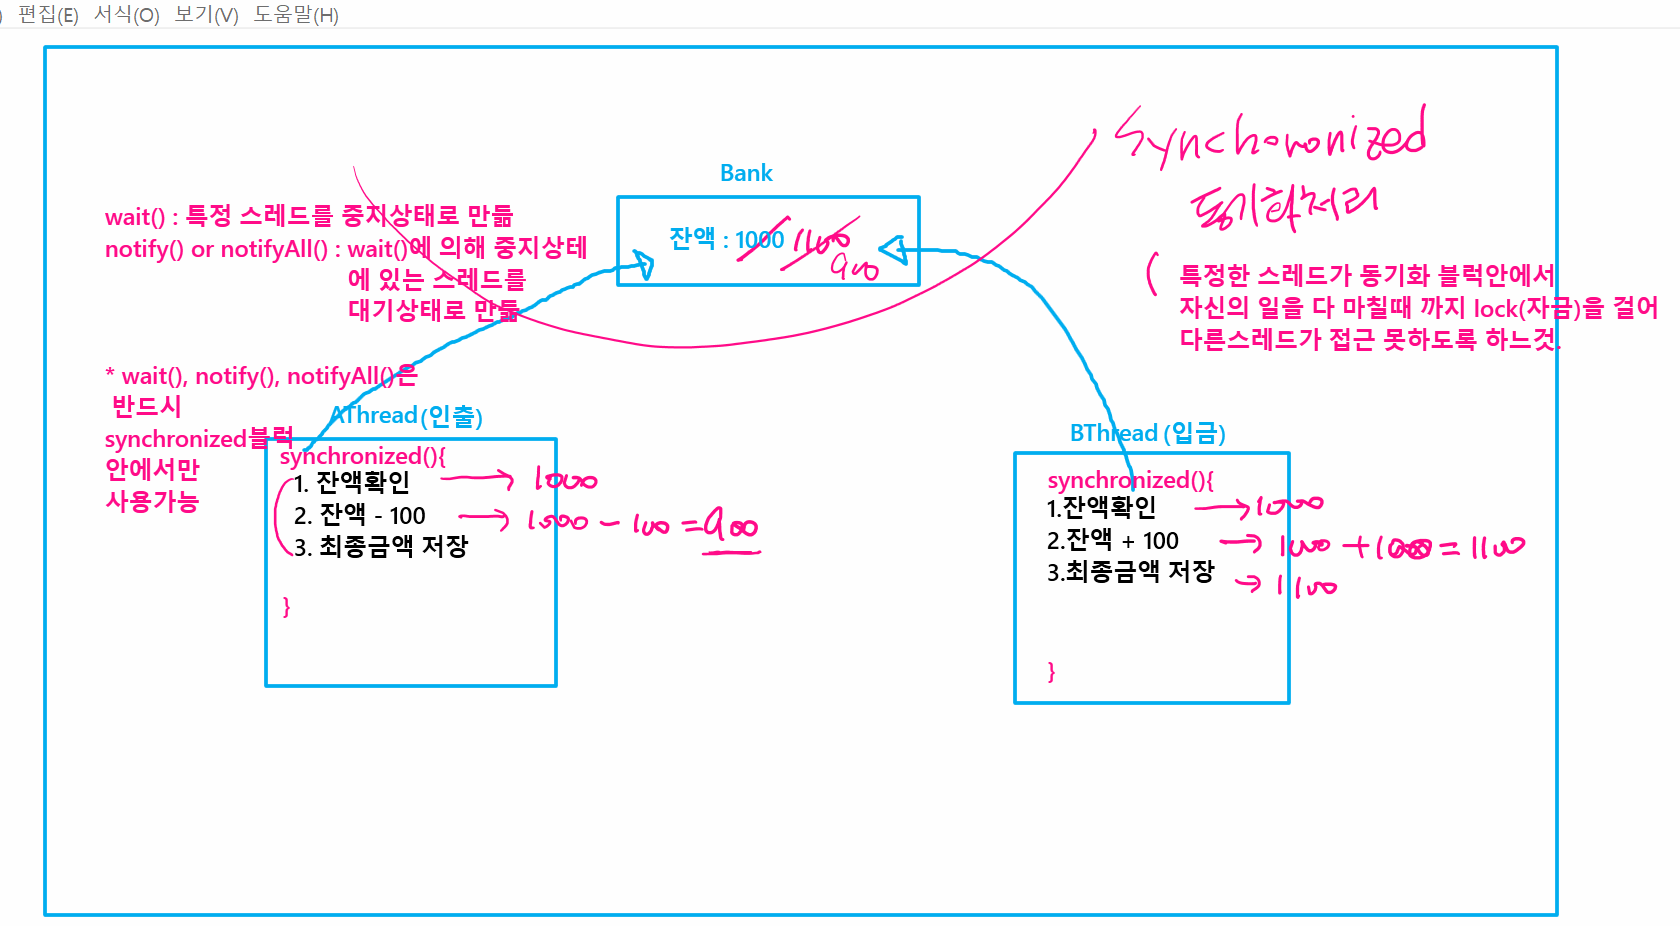 편집(E) 서식(O) 보기(V) 도움말(H)
Synchoronized
동기화처리
Bank
잔액 : 1000 1100
900
wait() : 특정 스레드를 중지상태로 만듦
notify() or notifyAll() : wait()에 의해 중지상테
에 있는 스레드를
대기상태로 만듦
( 특정한 스레드가 동기화 블럭안에서
자신의 일을 다 마칠때 까지 lock(자금)을 걸어
다른스레드가 접근 못하도록 하느것.
* wait(), notify(), notifyAll()은
반드시
synchronized블럭
안에서만
사용가능
AThread (인출)
synchronized(){
1. 잔액확인 → 1000
2. 잔액 - 100 → 1000 - 100 = 900
3. 최종금액 저장
}
BThread (입금)
synchronized(){
1.잔액확인 → 1000
2.잔액 + 100 → 100 + 1000 = 1100
3.최종금액 저장 → 1100
}